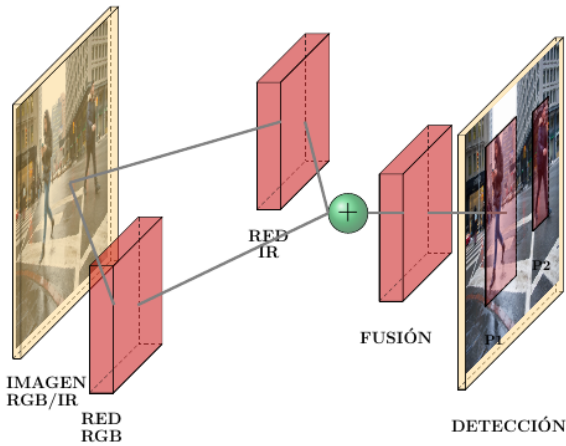 RED
IR
+
P2
FUSIÓN
P1
IMAGEN
RGB/IR
RED
RGB
DETECCIÓN